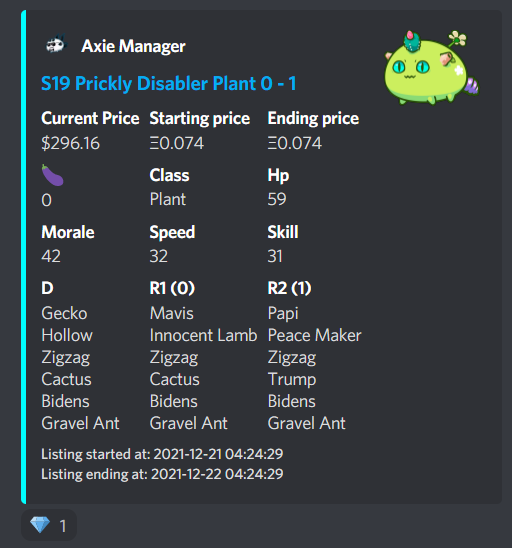 Axie Manager
S19 Prickly Disabler Plant 0 - 1
Current Price Starting price Ending price
$296.16 Ξ0.074 Ξ0.074
Class Hp
0 Plant 59
Morale Speed Skill
42 32 31
D R1 (0) R2 (1)
Gecko Mavis Papi
Hollow Innocent Lamb Peace Maker
Zigzag Zigzag Zigzag
Cactus Cactus Trump
Bidens Bidens Bidens
Gravel Ant Gravel Ant Gravel Ant
Listing started at: 2021-12-21 04:24:29
Listing ending at: 2021-12-22 04:24:29
1